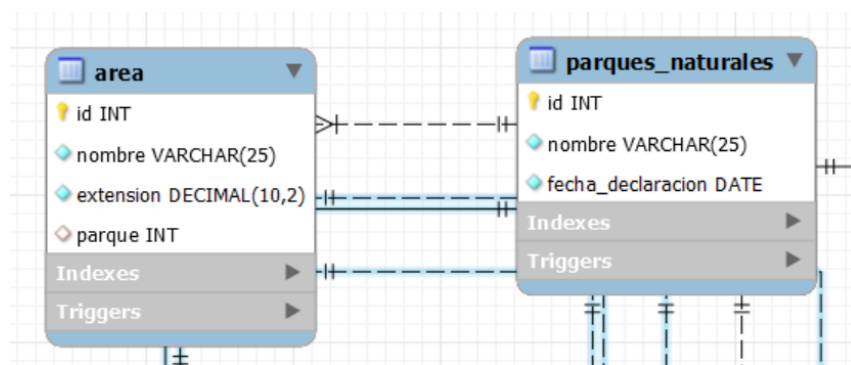 area
id INT
nombre VARCHAR(25)
extension DECIMAL(10,2)
parque INT
Indexes
Triggers
parques_naturales
id INT
nombre VARCHAR(25)
fecha_declaracion DATE
Indexes
Triggers